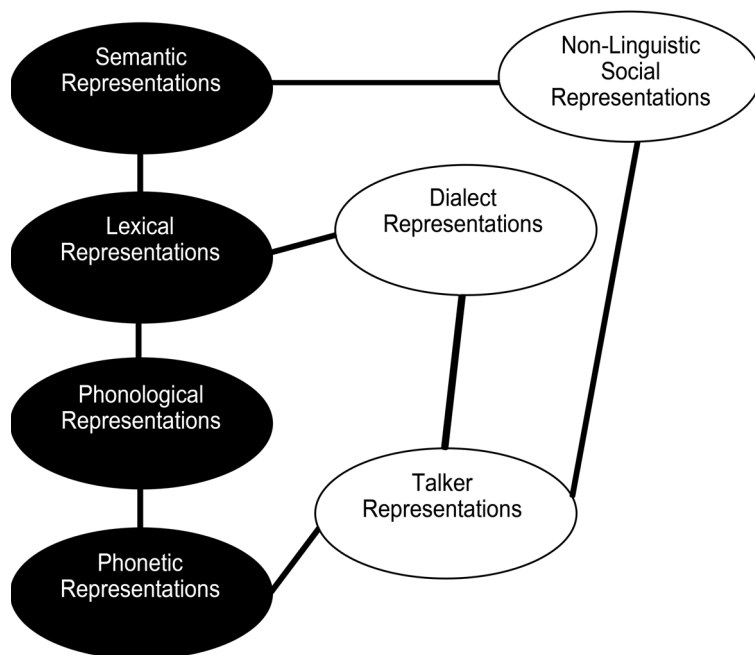 Semantic
Representations
Non-Linguistic
Social
Representations
Lexical
Representations
Dialect
Representations
Phonological
Representations
Talker
Representations
Phonetic
Representations